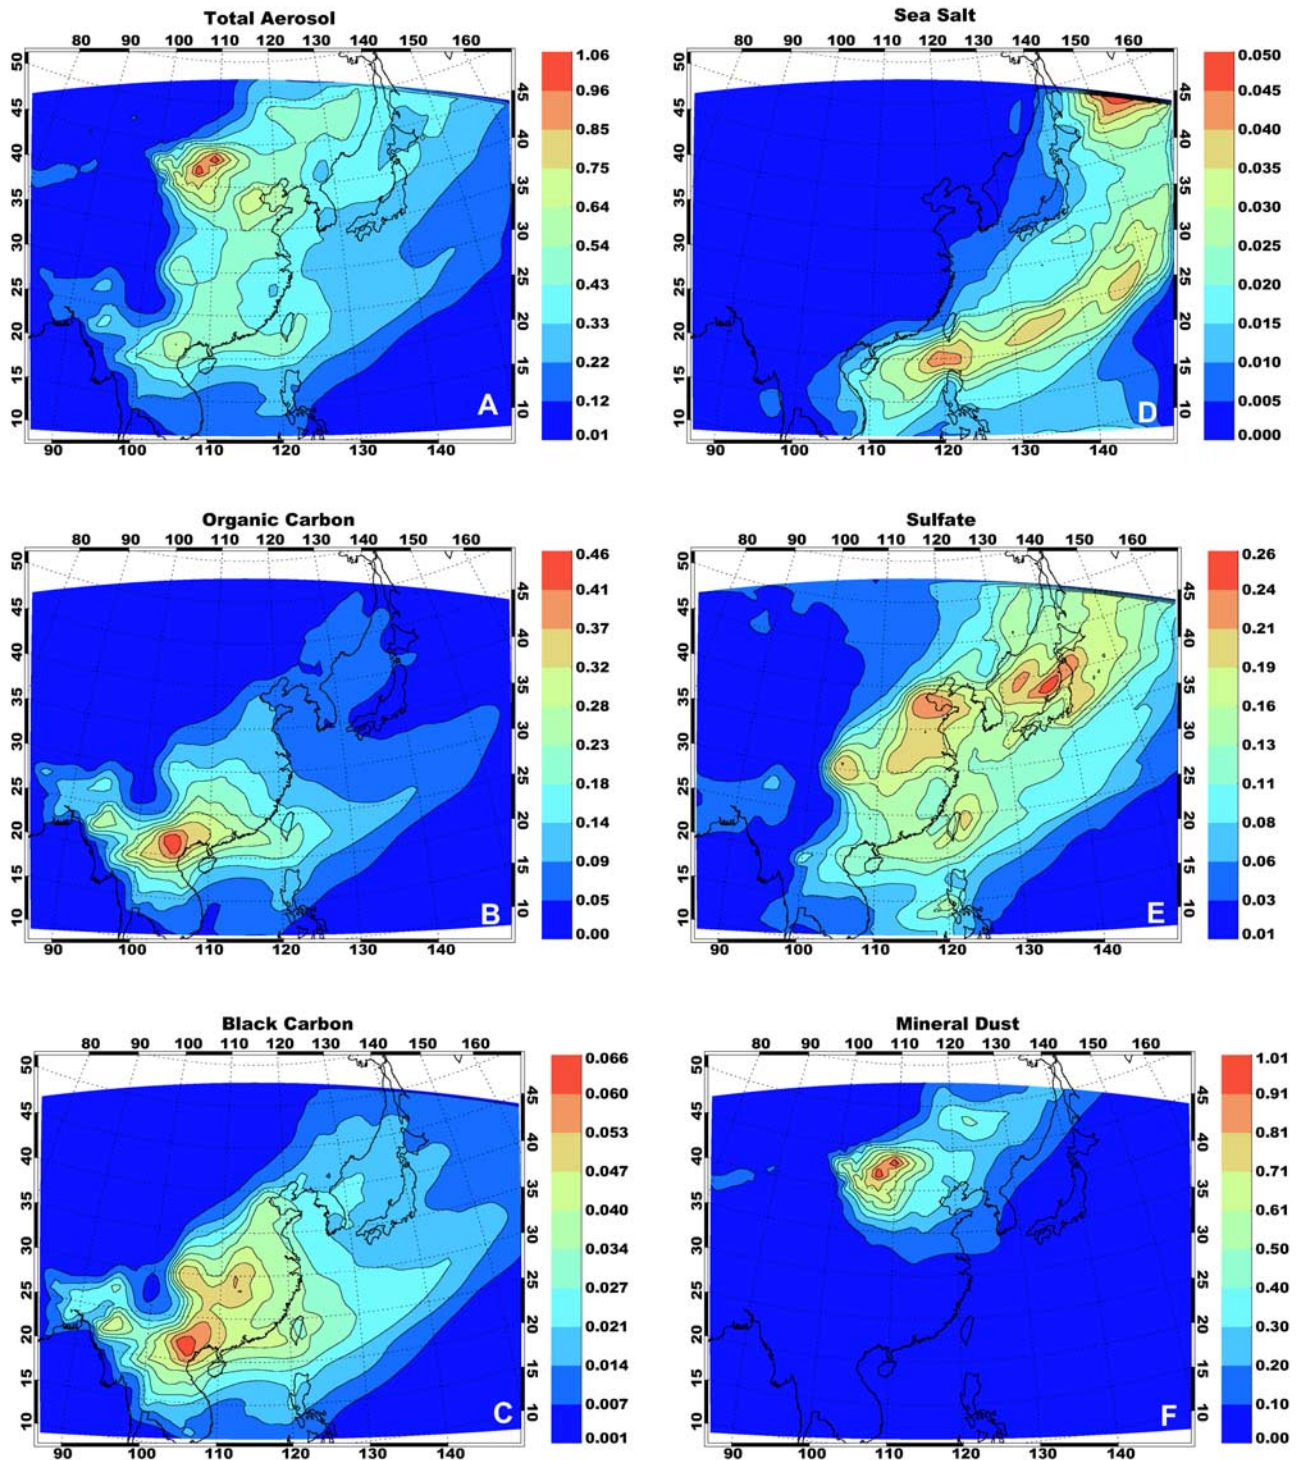 Total Aerosol
80 90 100 110 120 130 140 150 160
50 45 40 35 30 25 20 15 10
45 40 35 30 25 20 15 10
90 100 110 120 130 140
1.06
0.96
0.85
0.75
0.64
0.54
0.43
0.33
0.22
0.12
0.01
A
Sea Salt
80 90 100 110 120 130 140 150 160
50 45 40 35 30 25 20 15 10
45 40 35 30 25 20 15 10
90 100 110 120 130 140
0.050
0.045
0.040
0.035
0.030
0.025
0.020
0.015
0.010
0.005
0.000
D
Organic Carbon
80 90 100 110 120 130 140 150 160
50 45 40 35 30 25 20 15 10
45 40 35 30 25 20 15 10
90 100 110 120 130 140
0.46
0.41
0.37
0.32
0.28
0.23
0.18
0.14
0.09
0.05
0.00
B
Sulfate
80 90 100 110 120 130 140 150 160
50 45 40 35 30 25 20 15 10
45 40 35 30 25 20 15 10
90 100 110 120 130 140
0.26
0.24
0.21
0.19
0.16
0.13
0.11
0.08
0.06
0.03
0.01
E
Black Carbon
80 90 100 110 120 130 140 150 160
50 45 40 35 30 25 20 15 10
45 40 35 30 25 20 15 10
90 100 110 120 130 140
0.066
0.060
0.053
0.047
0.040
0.034
0.027
0.021
0.014
0.007
0.001
C
Mineral Dust
80 90 100 110 120 130 140 150 160
50 45 40 35 30 25 20 15 10
45 40 35 30 25 20 15 10
90 100 110 120 130 140
1.01
0.91
0.81
0.71
0.61
0.50
0.40
0.30
0.20
0.10
0.00
F